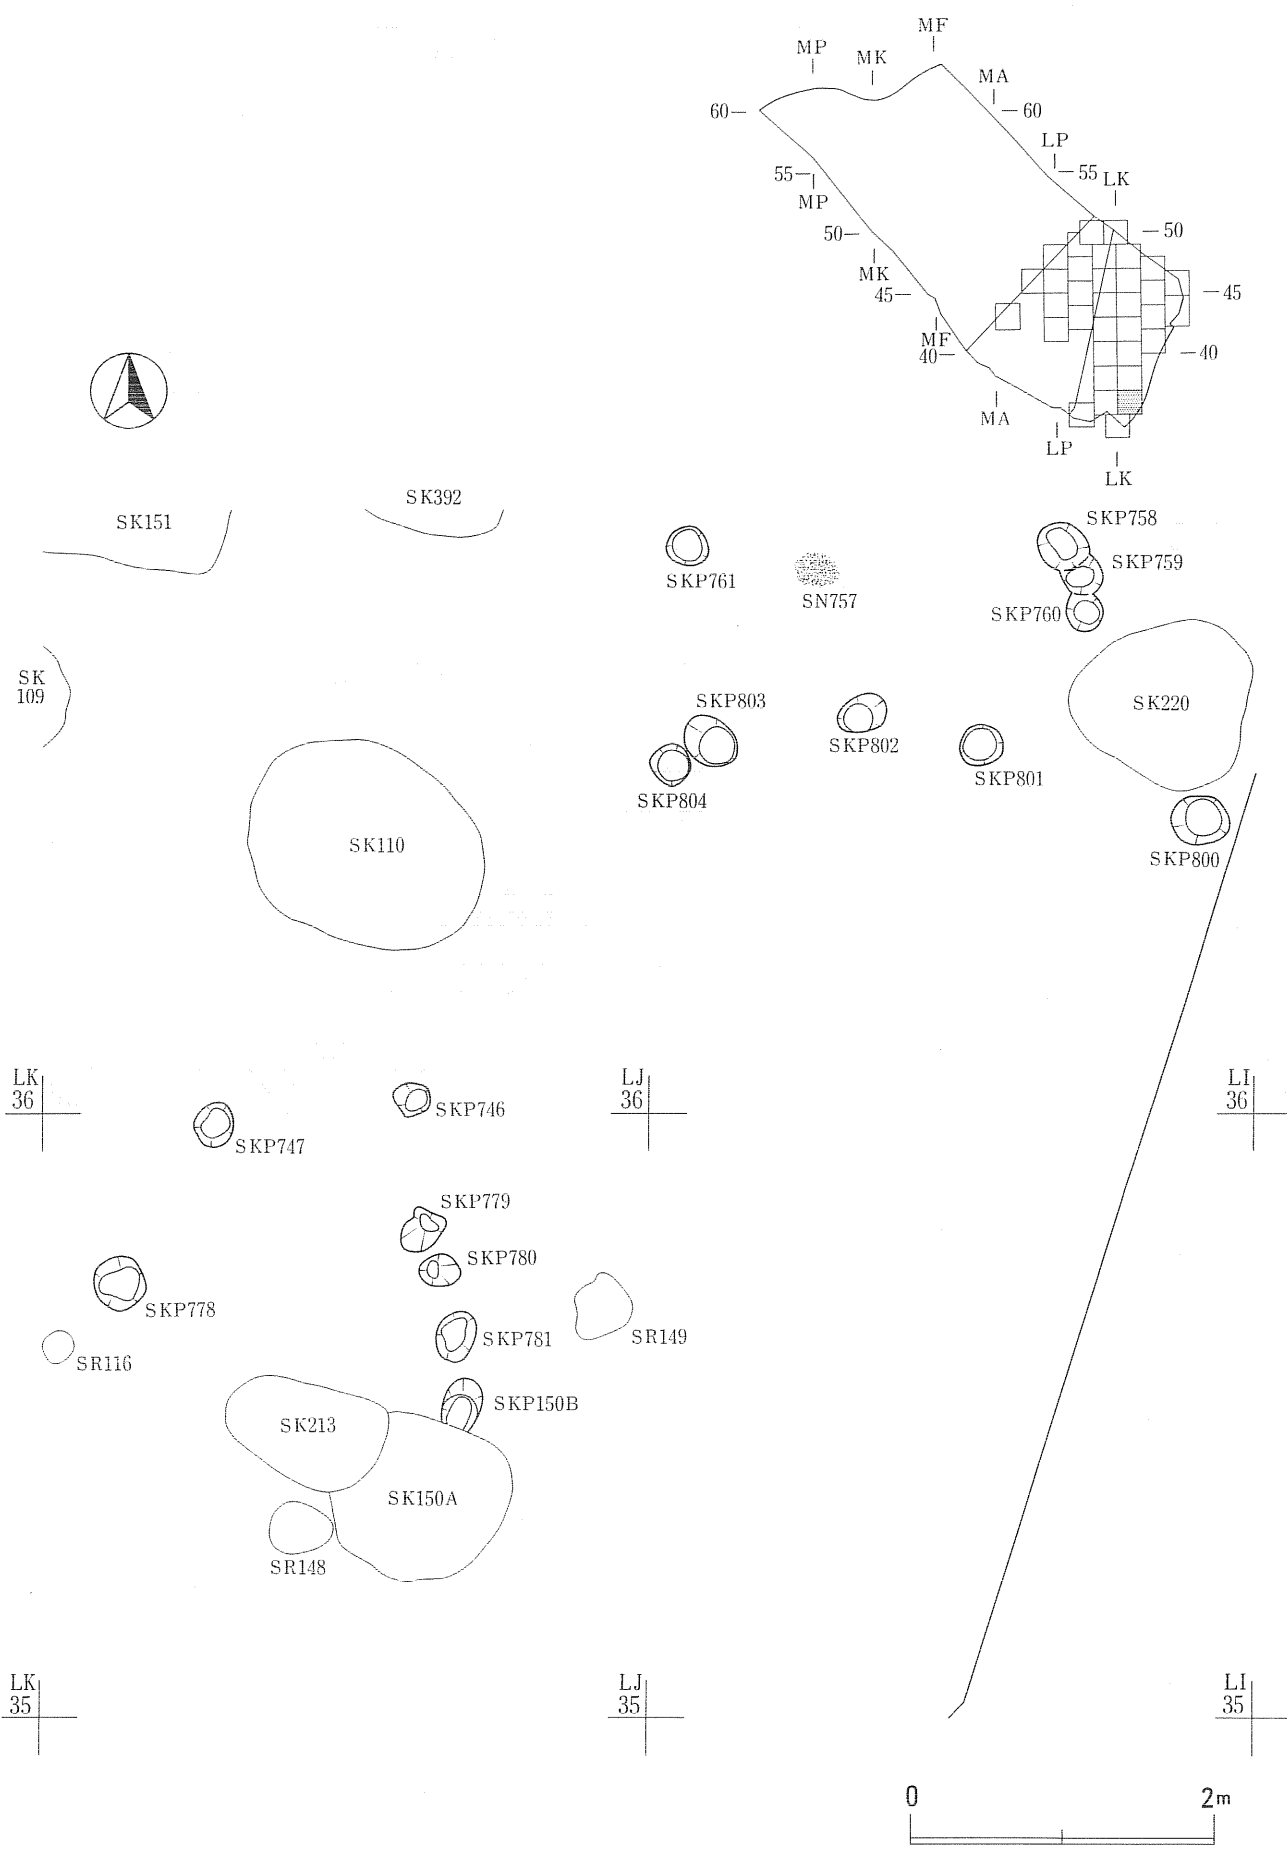 MF
MP
MK
MA
60
60
LP
55
55
LK
MP
50
50
MK
45
45
MF
40
40
MA
LP
LK
SK392
SK151
SKP758
SKP761
SKP759
SN757
SKP760
SK
109
SKP803
SK220
SKP802
SKP801
SKP804
SK110
SKP800
LK
36
LJ
36
LI
36
SKP746
SKP747
SKP779
SKP780
SKP778
SKP781
SR149
SR116
SKP150B
SK213
SK150A
SR148
LK
35
LJ
35
LI
35
0
2m